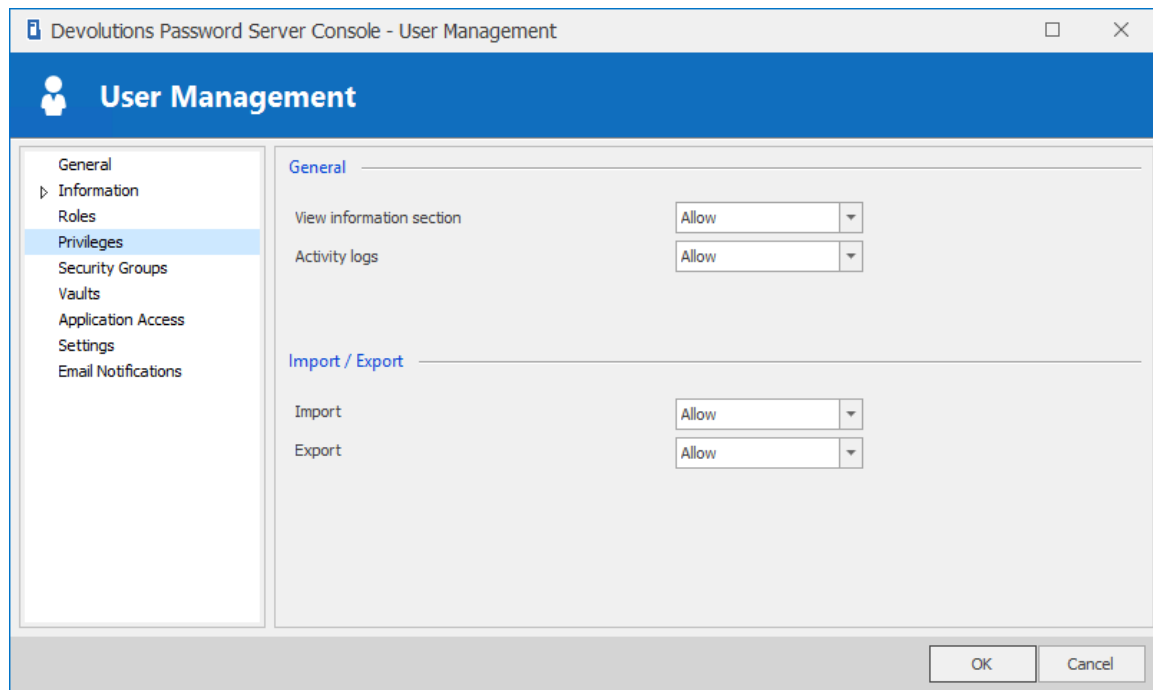 Devolutions Password Server Console - User Management
User Management
General
Information
Roles
Privileges
Security Groups
Vaults
Application Access
Settings
Email Notifications
General
View information section Allow
Activity logs Allow
Import / Export
Import Allow
Export Allow
OK Cancel